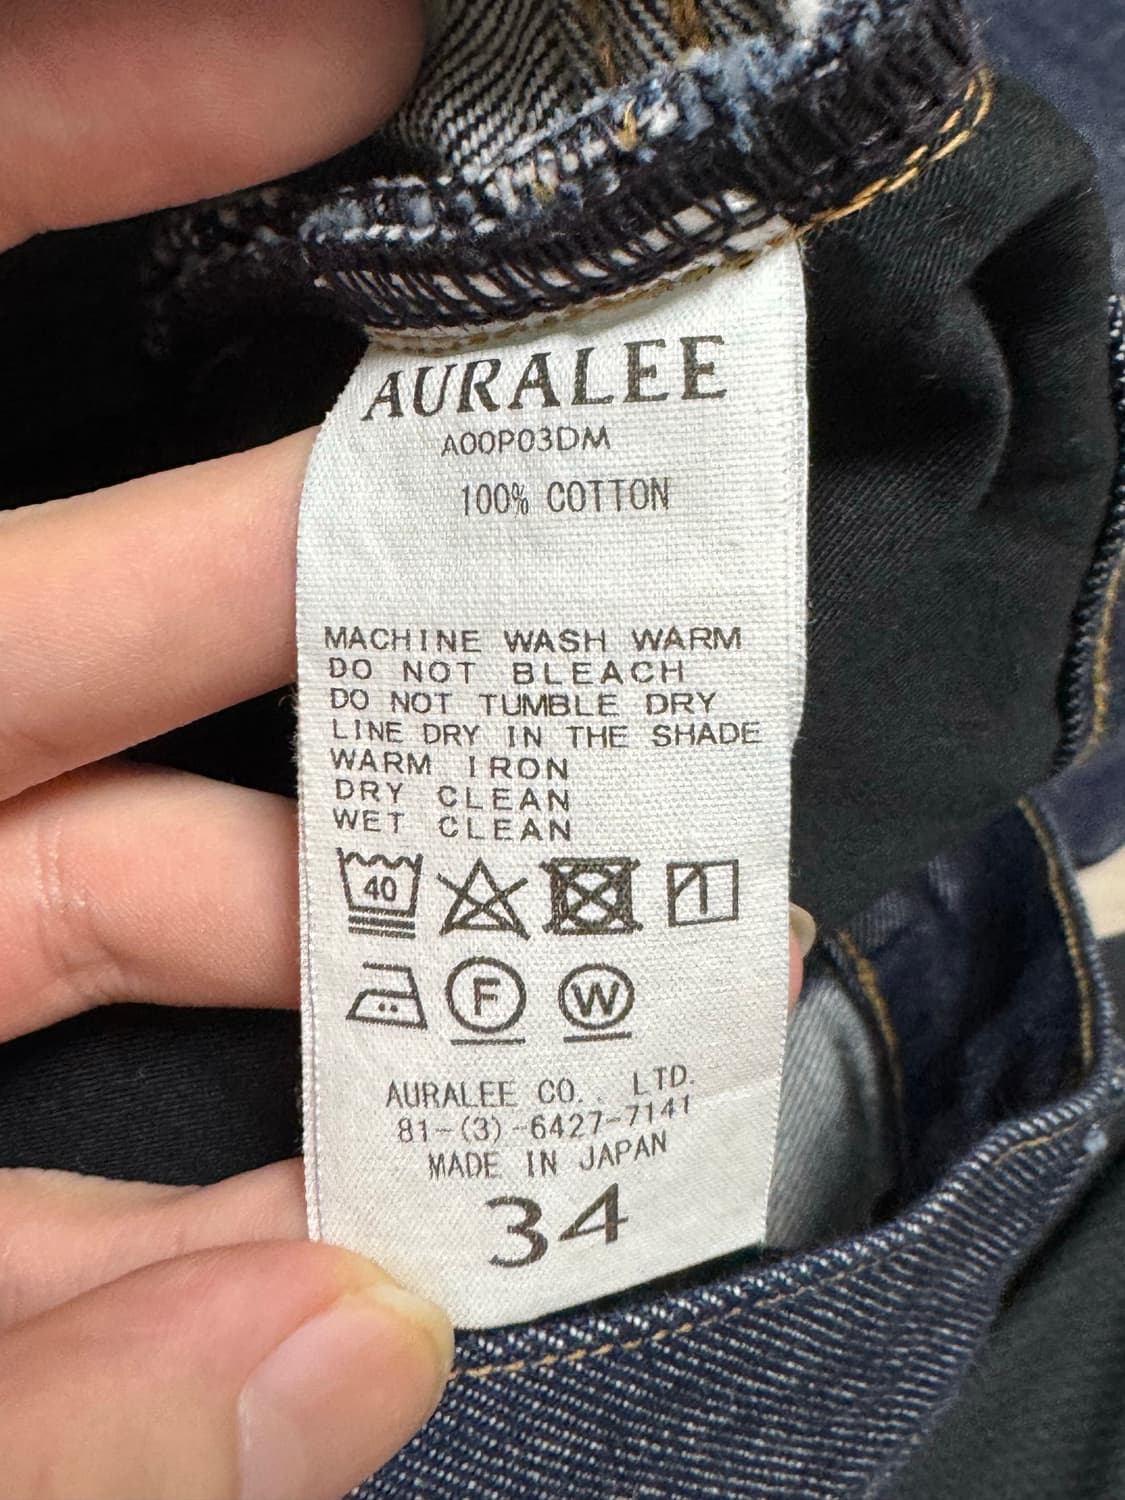 AURALEE
A00P03DM
100% COTTON
MACHINE WASH WARM
DO NOT BLEACH
DO NOT TUMBLE DRY
LINE DRY IN THE SHADE
WARM IRON
DRY CLEAN
WET CLEAN
40
F W
AURALEE CO., LTD.
81-(3)-6427-7141
MADE IN JAPAN
34